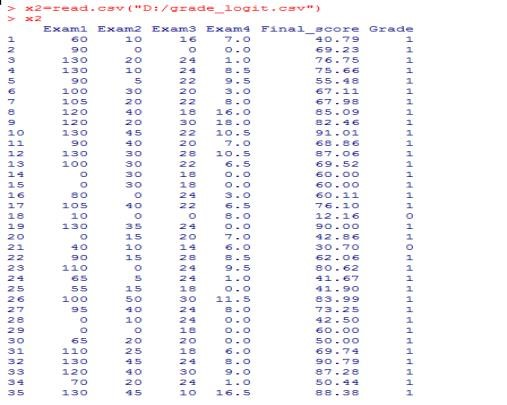 > x2=read.csv("D:/grade_logit.csv")
> x2
Exam1 Exam2 Exam3 Exam4 Final_score Grade
1 60 10 16 7.0 40.79 1
2 90 0 0 0.0 69.23 1
3 130 20 24 1.0 76.75 1
4 130 10 24 8.5 75.66 1
5 90 5 22 9.5 55.48 1
6 100 30 20 3.0 67.11 1
7 105 20 22 8.0 67.98 1
8 120 40 18 16.0 85.09 1
9 120 20 30 18.0 82.46 1
10 130 45 22 10.5 91.01 1
11 90 40 20 7.0 68.86 1
12 130 30 28 10.5 87.06 1
13 100 30 22 6.5 69.52 1
14 0 30 18 0.0 60.00 1
15 0 30 18 0.0 60.00 1
16 80 0 24 3.0 60.11 1
17 105 40 22 6.5 76.10 1
18 10 0 0 8.0 12.16 0
19 130 35 24 0.0 90.00 1
20 0 15 20 7.0 42.86 1
21 40 10 14 6.0 30.70 0
22 90 15 28 8.5 62.06 1
23 110 0 24 9.5 80.62 1
24 65 5 24 1.0 41.67 1
25 55 15 18 0.0 41.90 1
26 100 50 30 11.5 83.99 1
27 95 40 24 8.0 73.25 1
28 0 10 24 0.0 42.50 1
29 0 0 18 0.0 60.00 1
30 65 20 20 0.0 50.00 1
31 110 25 18 6.0 69.74 1
32 130 45 24 8.0 90.79 1
33 120 40 30 9.0 87.28 1
34 70 20 24 1.0 50.44 1
35 130 45 10 16.5 88.38 1